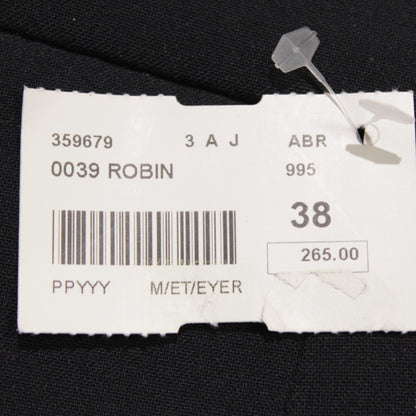 359679 3 A J ABR
0039 ROBIN 995
38
265.00
PPYYY M/ET/EYER